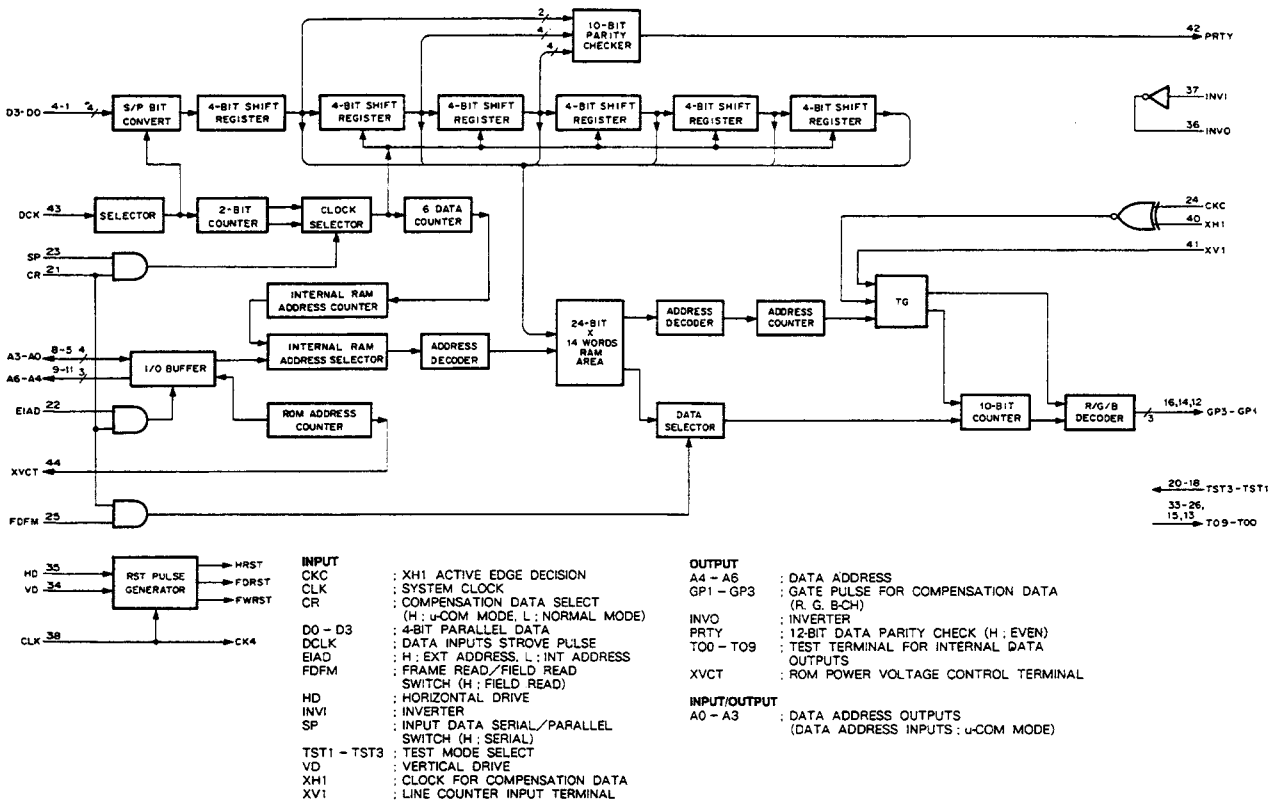 2
4
4
10-BIT
PARITY
CHECKER
42
PRTY
D3-D0
4-1
4
S/P BIT
CONVERT
4-BIT SHIFT
REGISTER
4-BIT SHIFT
REGISTER
4-BIT SHIFT
REGISTER
4-BIT SHIFT
REGISTER
4-BIT SHIFT
REGISTER
4-BIT SHIFT
REGISTER
37
INVI
36
INVO
DCK
43
SELECTOR
2-BIT
COUNTER
CLOCK
SELECTOR
6 DATA
COUNTER
24
CKC
40
XH1
41
XV1
SP
23
CR
21
INTERNAL RAM
ADDRESS COUNTER
INTERNAL RAM
ADDRESS SELECTOR
ADDRESS
DECODER
24-BIT
X
14 WORDS
RAM
AREA
ADDRESS
DECODER
ADDRESS
COUNTER
TG
A3-A0
8-5
4
A6-A4
9-11
3
I/O BUFFER
EIAD
22
ROM ADDRESS
COUNTER
DATA
SELECTOR
10-BIT
COUNTER
R/G/B
DECODER
16,14,12
3
GP3-GP1
XVCT
44
20-18
TST3-TST1
33-26,
15,13
TO9-TO0
FDFM
25
HD
35
VD
34
RST PULSE
GENERATOR
HRST
FDRST
FWRST
CLK
38
CK4
INPUT
CKC ; XH1 ACTIVE EDGE DECISION
CLK ; SYSTEM CLOCK
CR ; COMPENSATION DATA SELECT
(H ; u-COM MODE, L ; NORMAL MODE)
D0 - D3 ; 4-BIT PARALLEL DATA
DCLK ; DATA INPUTS STROVE PULSE
EIAD ; H ; EXT ADDRESS, L ; INT ADDRESS
FDFM ; FRAME READ/FIELD READ
SWITCH (H ; FIELD READ)
HD ; HORIZONTAL DRIVE
INVI ; INVERTER
SP ; INPUT DATA SERIAL/PARALLEL
SWITCH (H ; SERIAL)
TST1 - TST3 ; TEST MODE SELECT
VD ; VERTICAL DRIVE
XH1 ; CLOCK FOR COMPENSATION DATA
XV1 ; LINE COUNTER INPUT TERMINAL
OUTPUT
A4 - A6 ; DATA ADDRESS
GP1 - GP3 ; GATE PULSE FOR COMPENSATION DATA
(R. G. B-CH)
INVO ; INVERTER
PRTY ; 12-BIT DATA PARITY CHECK (H ; EVEN)
TO0 - TO9 ; TEST TERMINAL FOR INTERNAL DATA
OUTPUTS
XVCT ; ROM POWER VOLTAGE CONTROL TERMINAL
INPUT/OUTPUT
A0 - A3 ; DATA ADDRESS OUTPUTS
(DATA ADDRESS INPUTS ; u-COM MODE)